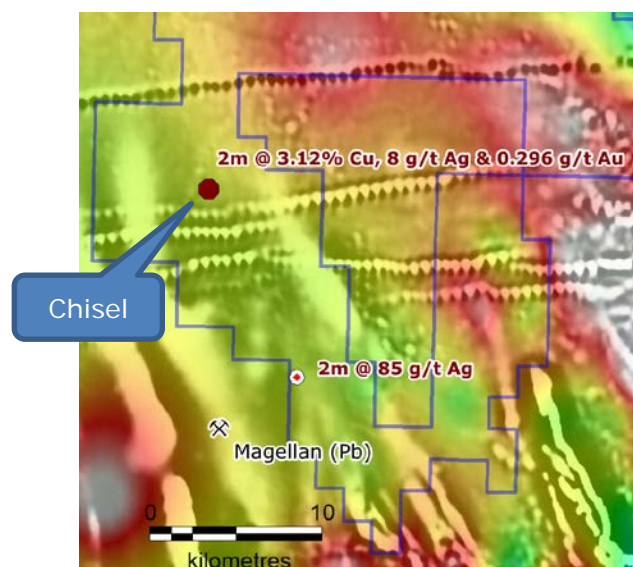 2m @ 3.12% Cu, 8 g/t Ag & 0.296 g/t Au
Chisel
2m @ 85 g/t Ag
Magellan (Pb)
0 10
kilometres